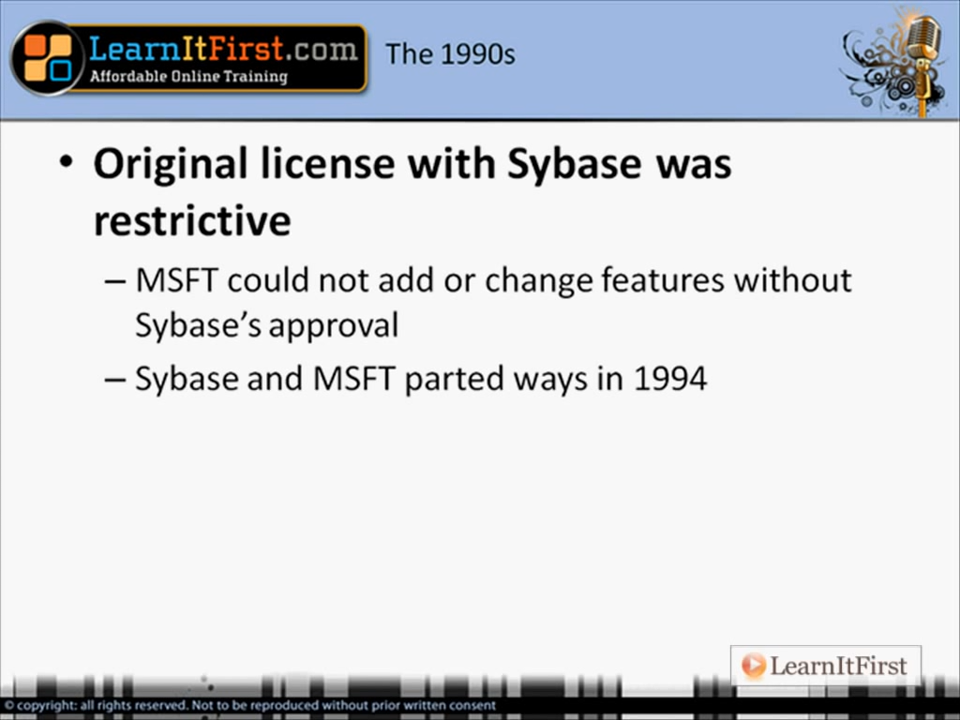 LearnItFirst.com
Affordable Online Training
The 1990s
• Original license with Sybase was
restrictive
– MSFT could not add or change features without
Sybase's approval
– Sybase and MSFT parted ways in 1994
LearnItFirst
© copyright: all rights reserved. Not to be reproduced without prior written consent